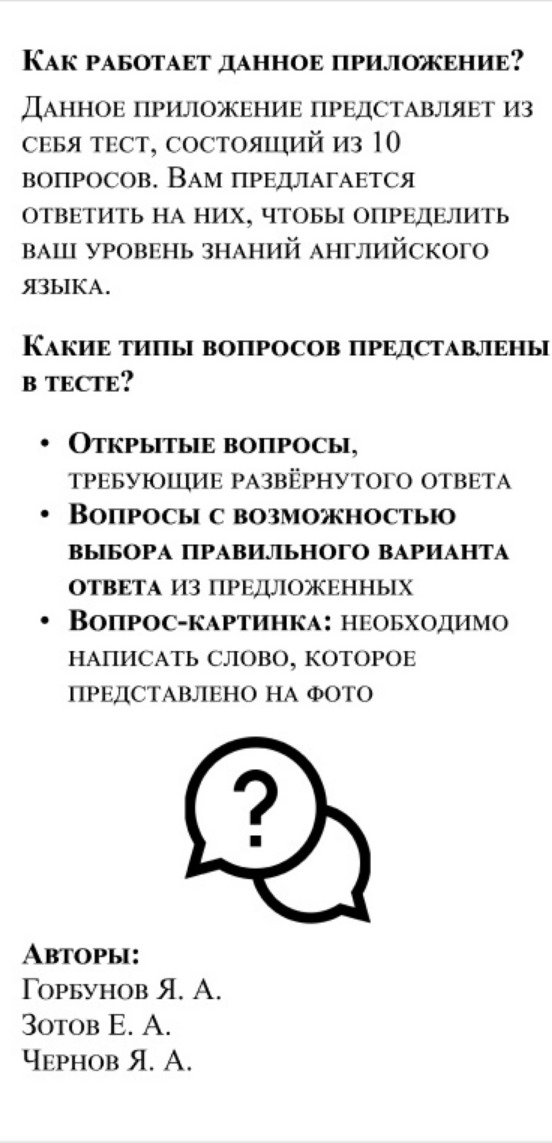 Как работает данное приложение?
Данное приложение представляет из
себя тест, состоящий из 10
вопросов. Вам предлагается
ответить на них, чтобы определить
ваш уровень знаний английского
языка.
Какие типы вопросов представлены
в тесте?
• Открытые вопросы,
требующие развёрнутого ответа
• Вопросы с возможностью
выбора правильного варианта
ответа из предложенных
• Вопрос-картинка: необходимо
написать слово, которое
представлено на фото
?
Авторы:
Горбунов Я. А.
Зотов Е. А.
Чернов Я. А.